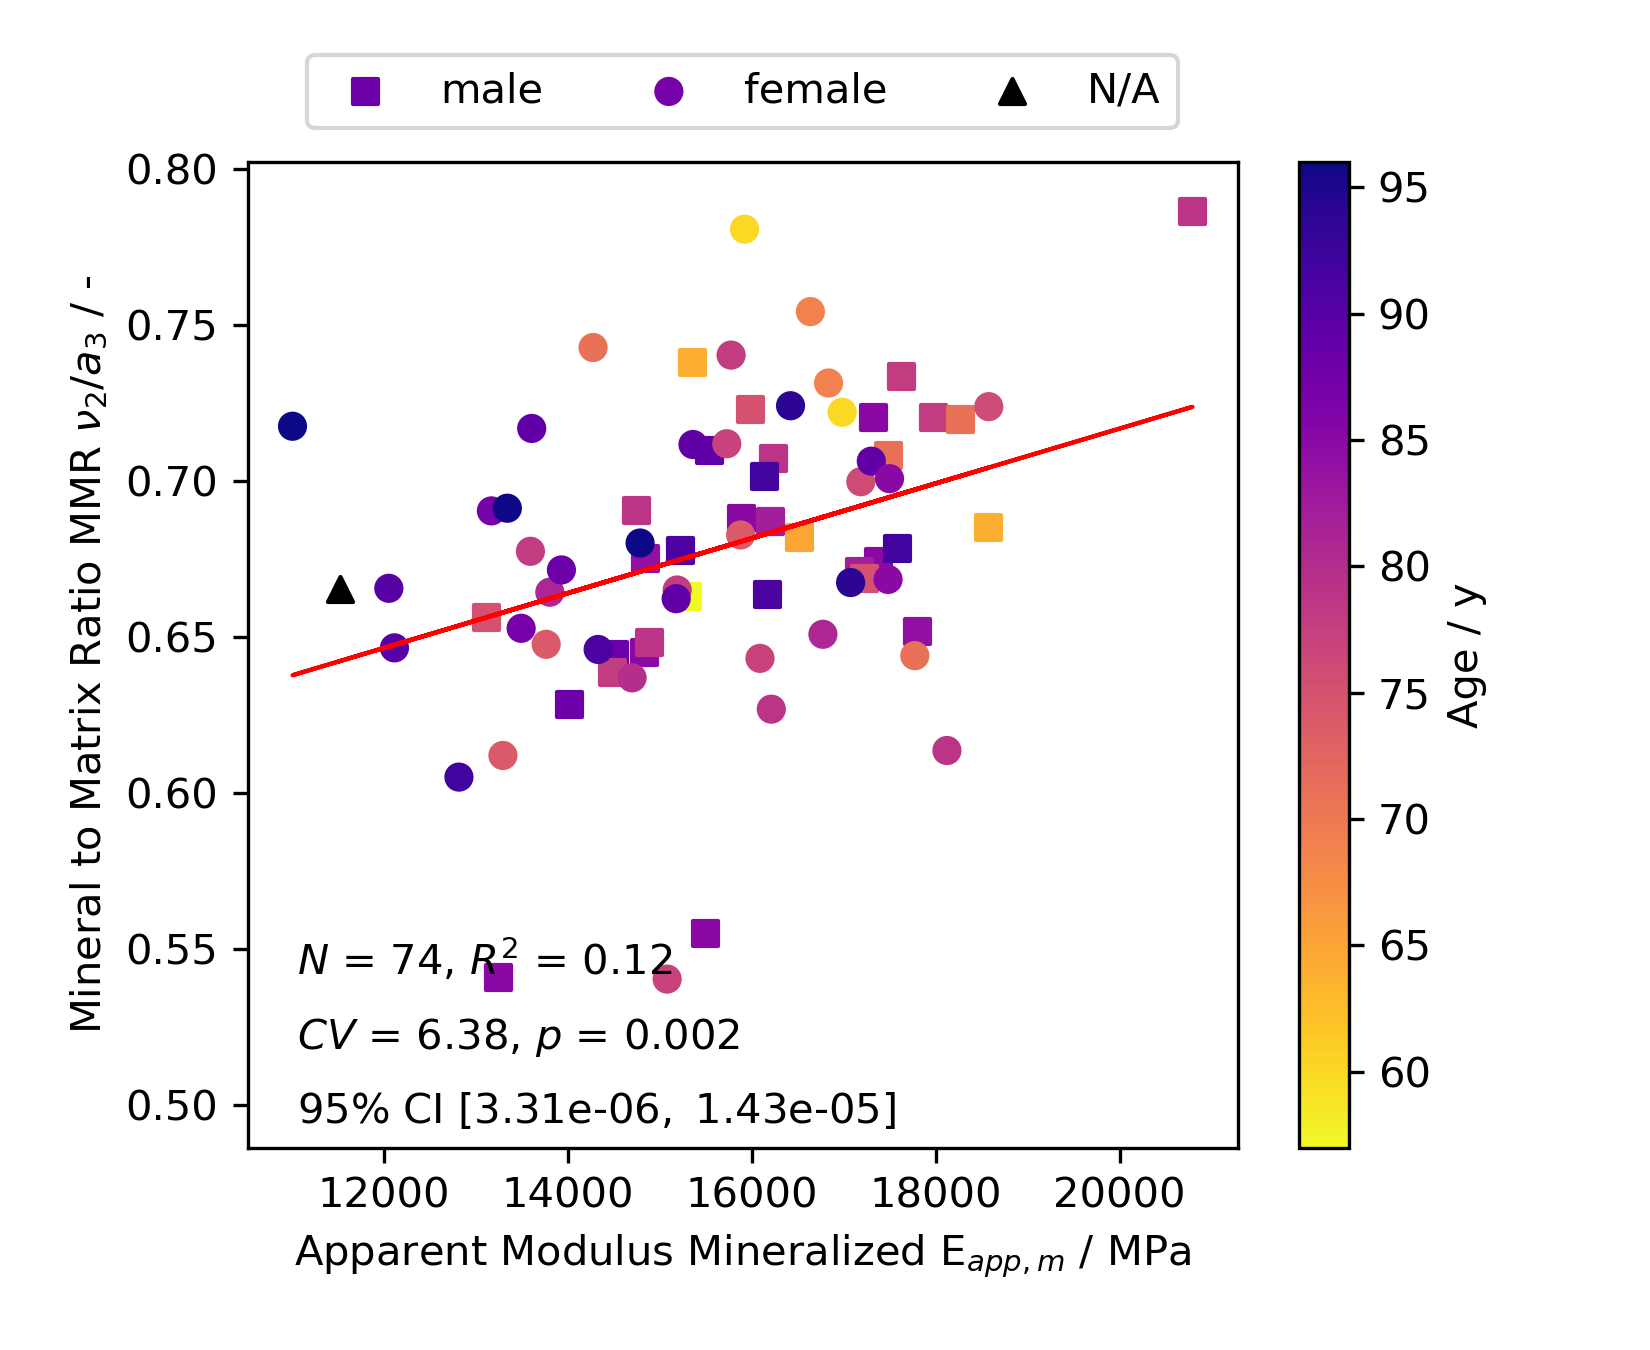 male female N/A
0.80
0.75
0.70
0.65
0.60
0.55
0.50
Mineral to Matrix Ratio MMR ν₂/a₃ / -
N = 74, R² = 0.12
CV = 6.38, p = 0.002
95% CI [3.31e-06, 1.43e-05]
12000 14000 16000 18000 20000
Apparent Modulus Mineralized E_app,m / MPa
95
90
85
80
75
70
65
60
Age / y